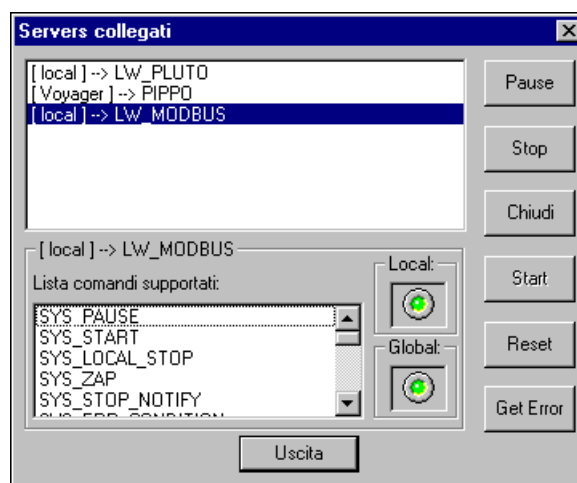 Servers collegati
[ local ] --> LW_PLUTO
[ Voyager ] --> PIPPO
[ local ] --> LW_MODBUS
Pause
Stop
Chiudi
Start
Reset
Get Error
[ local ] --> LW_MODBUS
Lista comandi supportati:
SYS_PAUSE
SYS_START
SYS_LOCAL_STOP
SYS_ZAP
SYS_STOP_NOTIFY
SYS_ERR_CONDITION
Local:
Global:
Uscita